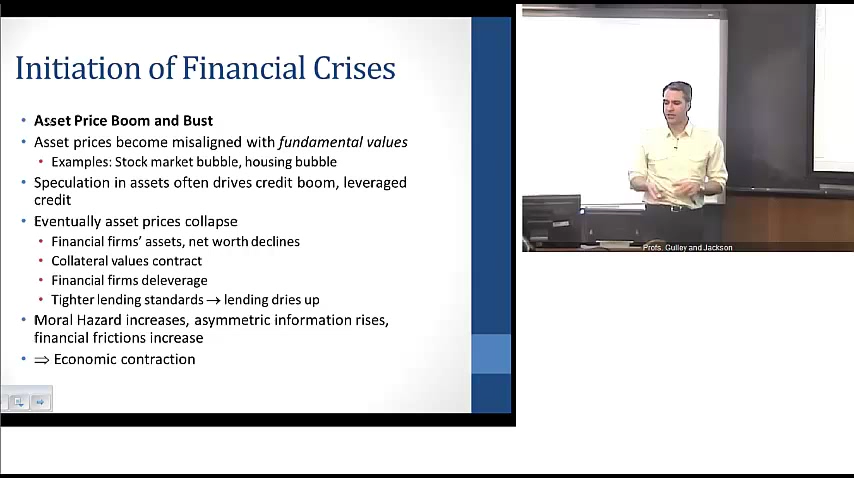 Initiation of Financial Crises
• Asset Price Boom and Bust
• Asset prices become misaligned with fundamental values
• Examples: Stock market bubble, housing bubble
• Speculation in assets often drives credit boom, leveraged
credit
• Eventually asset prices collapse
• Financial firms' assets, net worth declines
• Collateral values contract
• Financial firms deleverage
• Tighter lending standards → lending dries up
• Moral Hazard increases, asymmetric information rises,
financial frictions increase
• ⇒ Economic contraction
Profs. Gulley and Jackson